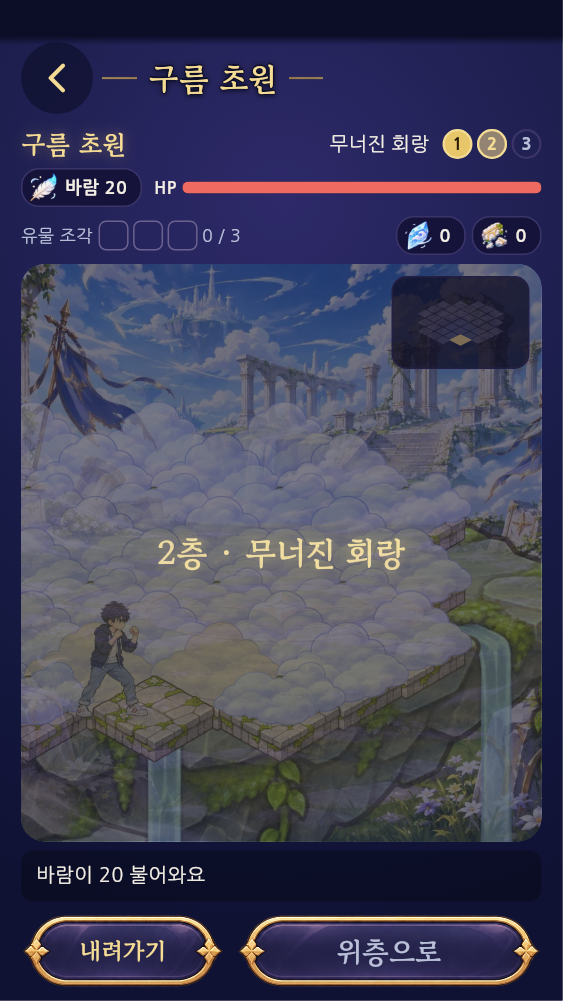 구름 초원
구름 초원
무너진 회랑 1 2 3
바람 20 HP
유물 조각 0 / 3 0 0
2층 · 무너진 회랑
바람이 20 불어와요
내려가기 위층으로